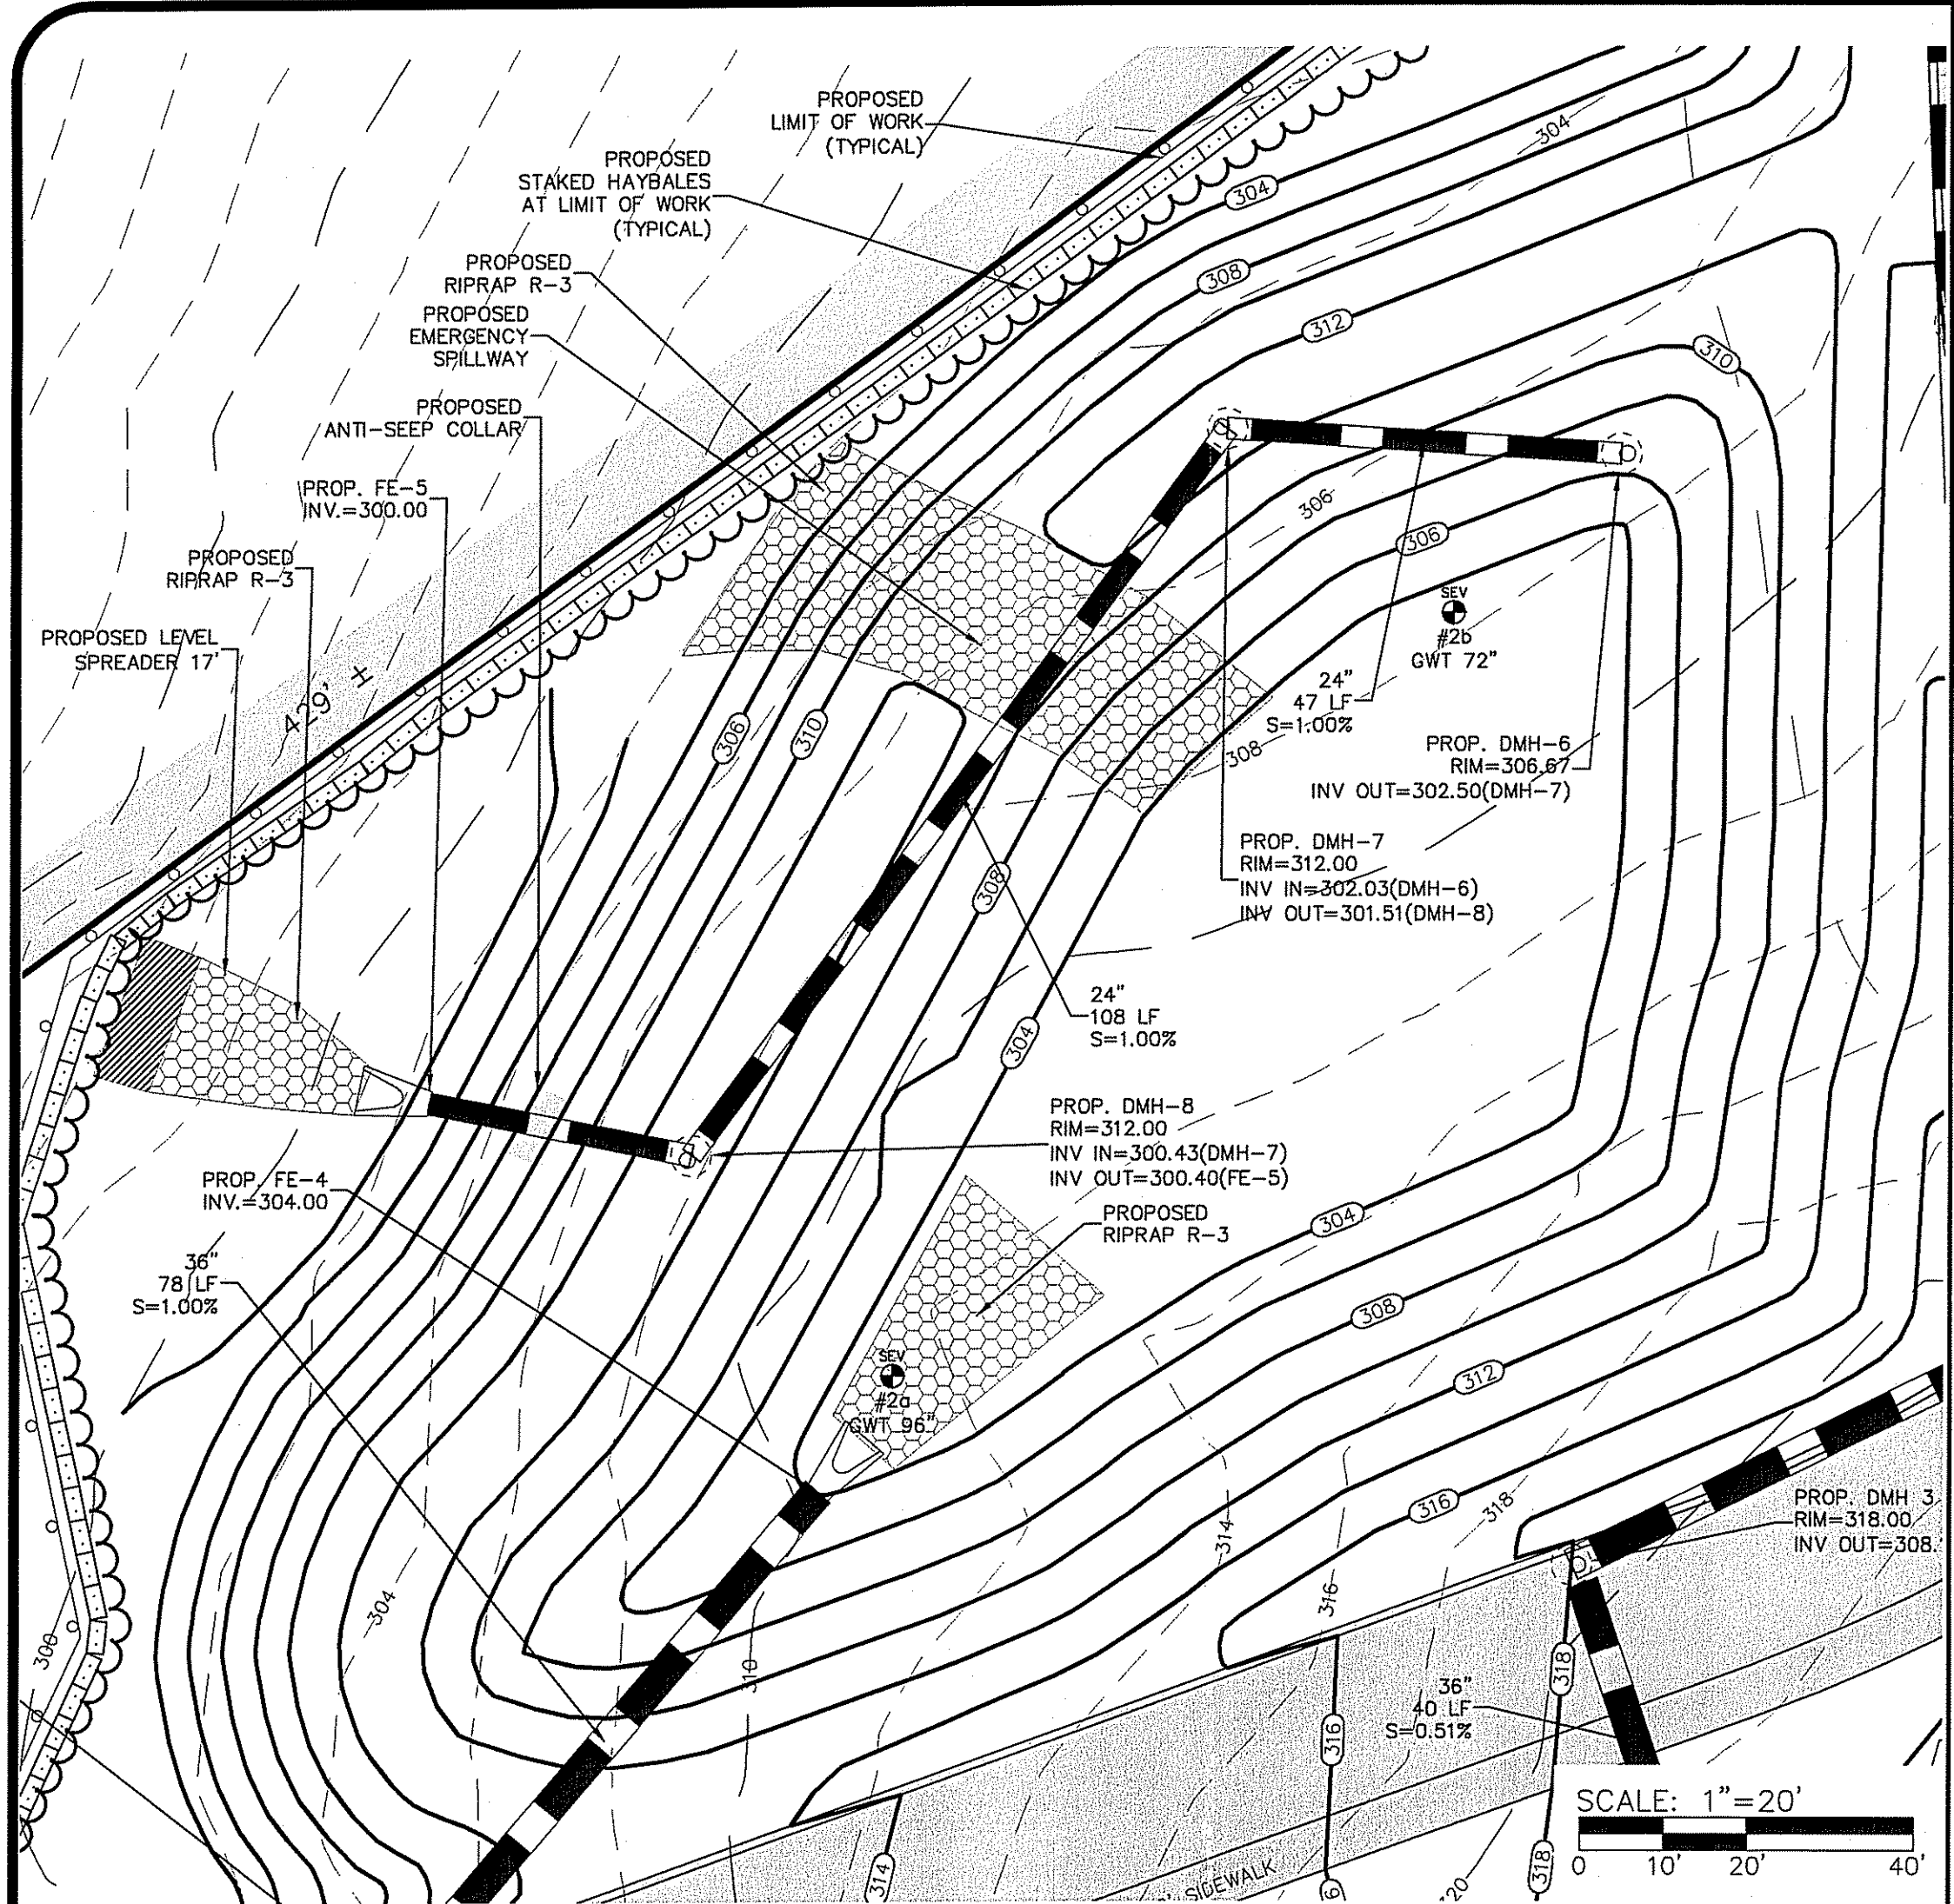 PROPOSED
LIMIT OF WORK
(TYPICAL)
PROPOSED
STAKED HAYBALES
AT LIMIT OF WORK
(TYPICAL)
PROPOSED
RIPRAP R-3
PROPOSED
EMERGENCY
SPILLWAY
PROPOSED
ANTI-SEEP COLLAR
PROP. FE-5
INV.=300.00
PROPOSED
RIPRAP R-3
PROPOSED LEVEL
SPREADER 17'
429' ±
304
304
308
312
310
306
306
306
310
SEV
#2b
GWT 72"
24"
47 LF
S=1.00%
308
PROP. DMH-6
RIM=306.67
INV OUT=302.50(DMH-7)
PROP. DMH-7
RIM=312.00
INV IN=302.03(DMH-6)
INV OUT=301.51(DMH-8)
308
24"
108 LF
S=1.00%
304
PROP. DMH-8
RIM=312.00
INV IN=300.43(DMH-7)
INV OUT=300.40(FE-5)
PROP. FE-4
INV.=304.00
PROPOSED
RIPRAP R-3
304
36"
78 LF
S=1.00%
308
SEV
#2a
GWT 96"
312
316
318
314
PROP. DMH 3
RIM=318.00
INV OUT=308.
304
316
300
310
318
316
36"
40 LF
S=0.51%
SCALE: 1"=20'
0 10' 20' 40'
314
318
SIDEWALK